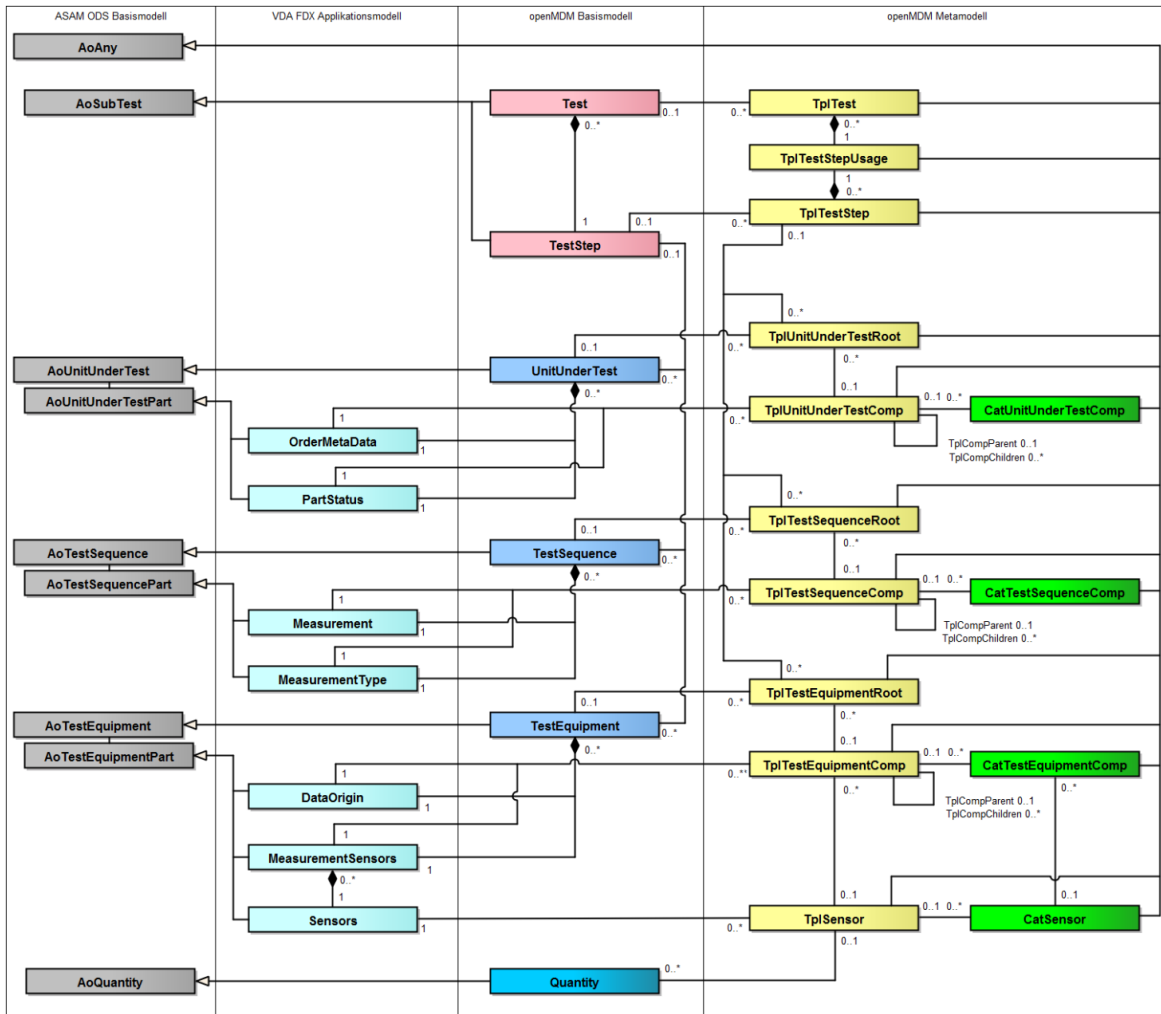 ASAM ODS Basismodell
VDA FDX Applikationsmodell
openMDM Basismodell
openMDM Metamodell
AoAny
AoSubTest
Test
TplTest
0..1
0..*
0..*
0..*
1
TplTestStepUsage
1
0..*
1
0..1
0..*
TplTestStep
TestStep
0..1
0..1
0..*
TplUnitUnderTestRoot
0..1
0..*
0..*
AoUnitUnderTest
UnitUnderTest
0..*
0..*
0..1
AoUnitUnderTestPart
TplUnitUnderTestComp
0..1 0..*
CatUnitUnderTestComp
1
0..*
OrderMetaData
1
TplCompParent 0..1
TplCompChildren 0..*
1
PartStatus
1
0..*
TplTestSequenceRoot
0..1
0..*
0..*
AoTestSequence
TestSequence
0..*
0..*
0..1
AoTestSequencePart
TplTestSequenceComp
0..1 0..*
CatTestSequenceComp
1
0..*
Measurement
1
TplCompParent 0..1
TplCompChildren 0..*
1
0..*
MeasurementType
1
TplTestEquipmentRoot
0..1
0..*
0..*
AoTestEquipment
TestEquipment
0..*
0..*
0..1
AoTestEquipmentPart
TplTestEquipmentComp
0..1 0..*
CatTestEquipmentComp
1
0..**
0..*
0..*
DataOrigin
1
TplCompParent 0..1
TplCompChildren 0..*
1
MeasurementSensors
1
0..*
1
0..1
0..1
Sensors
1
0..*
TplSensor
0..1 0..*
CatSensor
0..1
AoQuantity
Quantity
0..*